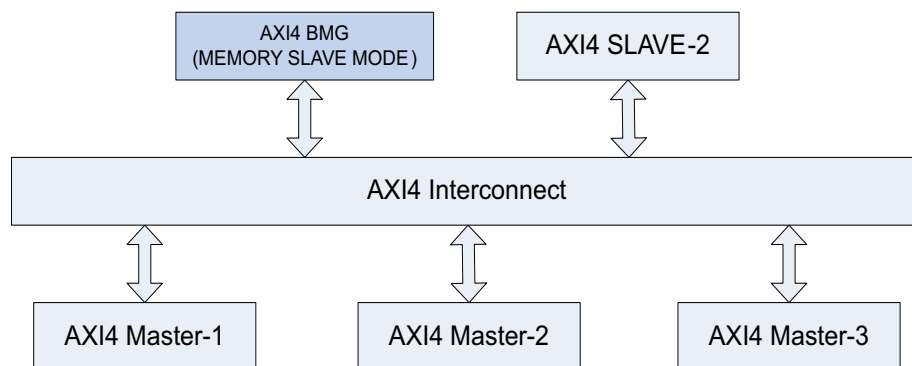 AXI4 BMG
(MEMORY SLAVE MODE)
AXI4 SLAVE-2
AXI4 Interconnect
AXI4 Master-1
AXI4 Master-2
AXI4 Master-3